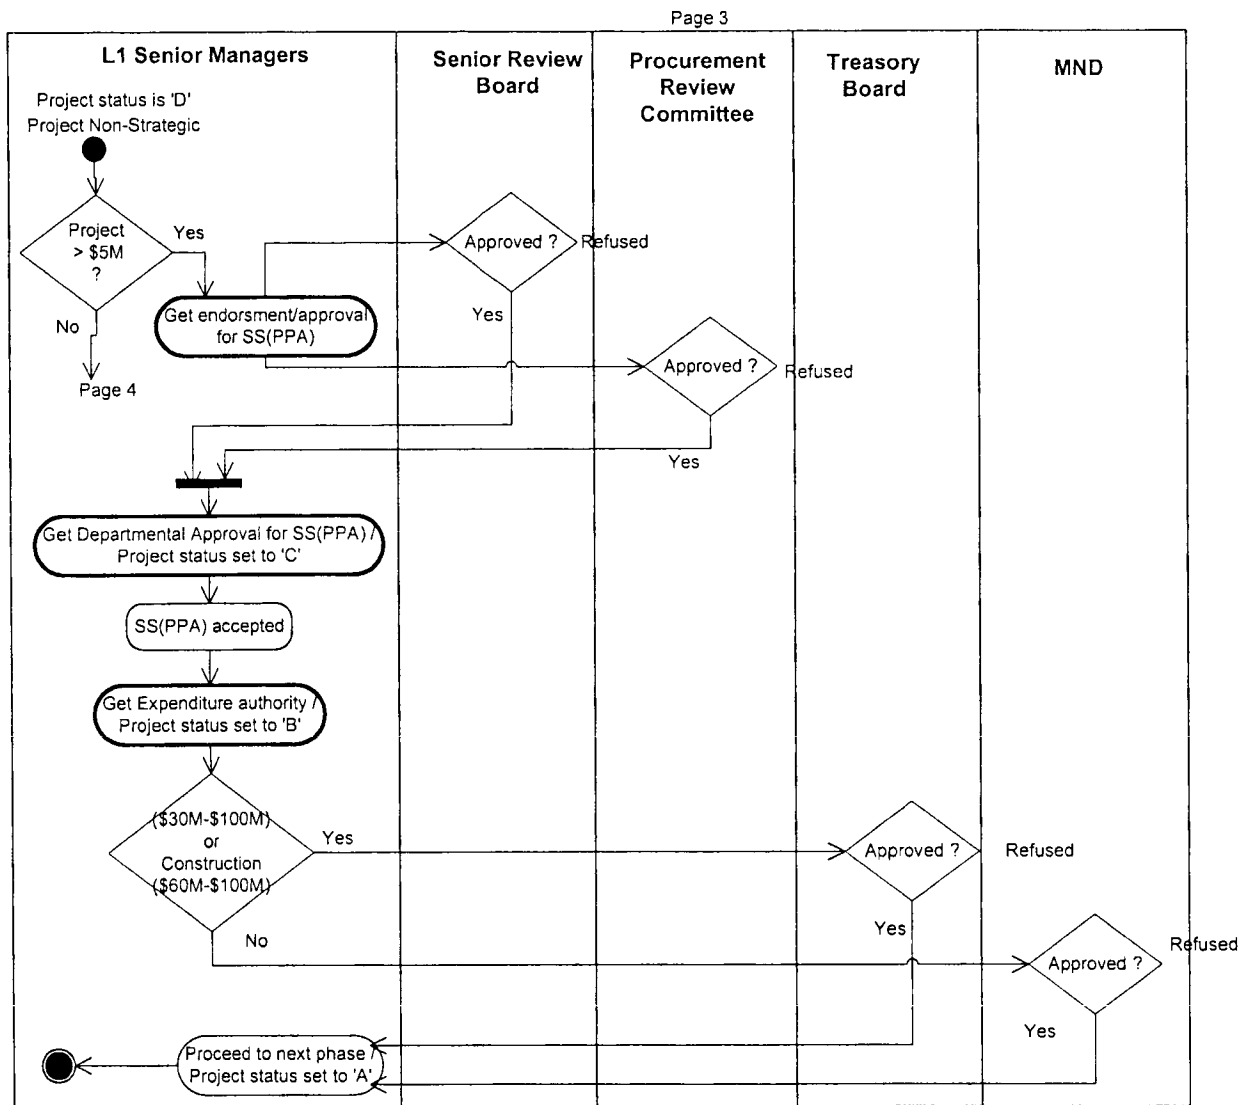 Page 3
L1 Senior Managers
Senior Review
Board
Procurement
Review
Committee
Treasury
Board
MND
Project status is 'D'
Project Non-Strategic
Project
> $5M
?
Yes
No
Page 4
Get endorsment/approval
for SS(PPA)
Approved ?
Refused
Yes
Approved ?
Refused
Yes
Get Departmental Approval for SS(PPA) /
Project status set to 'C'
SS(PPA) accepted
Get Expenditure authority /
Project status set to 'B'
($30M-$100M)
or
Construction
($60M-$100M)
Yes
No
Approved ?
Refused
Yes
Approved ?
Refused
Yes
Proceed to next phase /
Project status set to 'A'